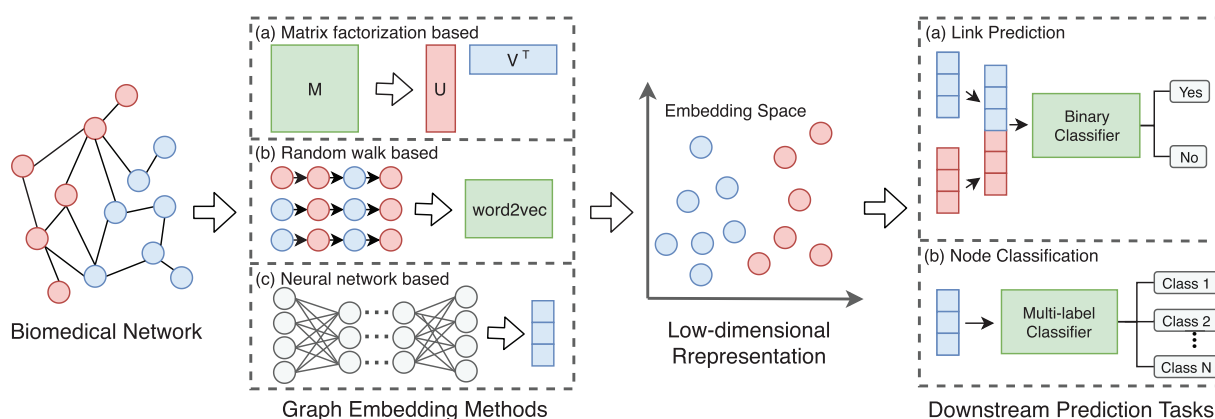 Biomedical Network
(a) Matrix factorization based
M
U
V T
(b) Random walk based
word2vec
(c) Neural network based
Graph Embedding Methods
Embedding Space
Low-dimensional
Rrepresentation
(a) Link Prediction
Binary
Classifier
Yes
No
(b) Node Classification
Multi-label
Classifier
Class 1
Class 2
Class N
Downstream Prediction Tasks